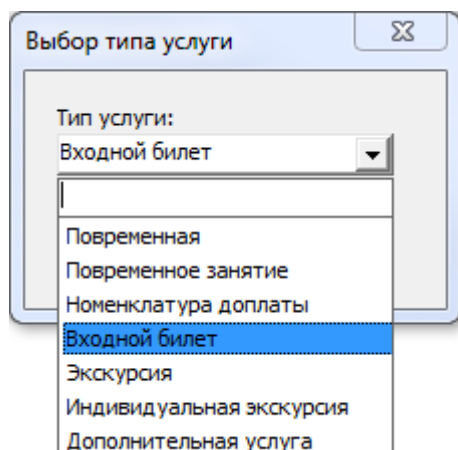 Выбор типа услуги
Тип услуги:
Входной билет
Повременная
Повременное занятие
Номенклатура доплаты
Входной билет
Экскурсия
Индивидуальная экскурсия
Дополнительная услуга